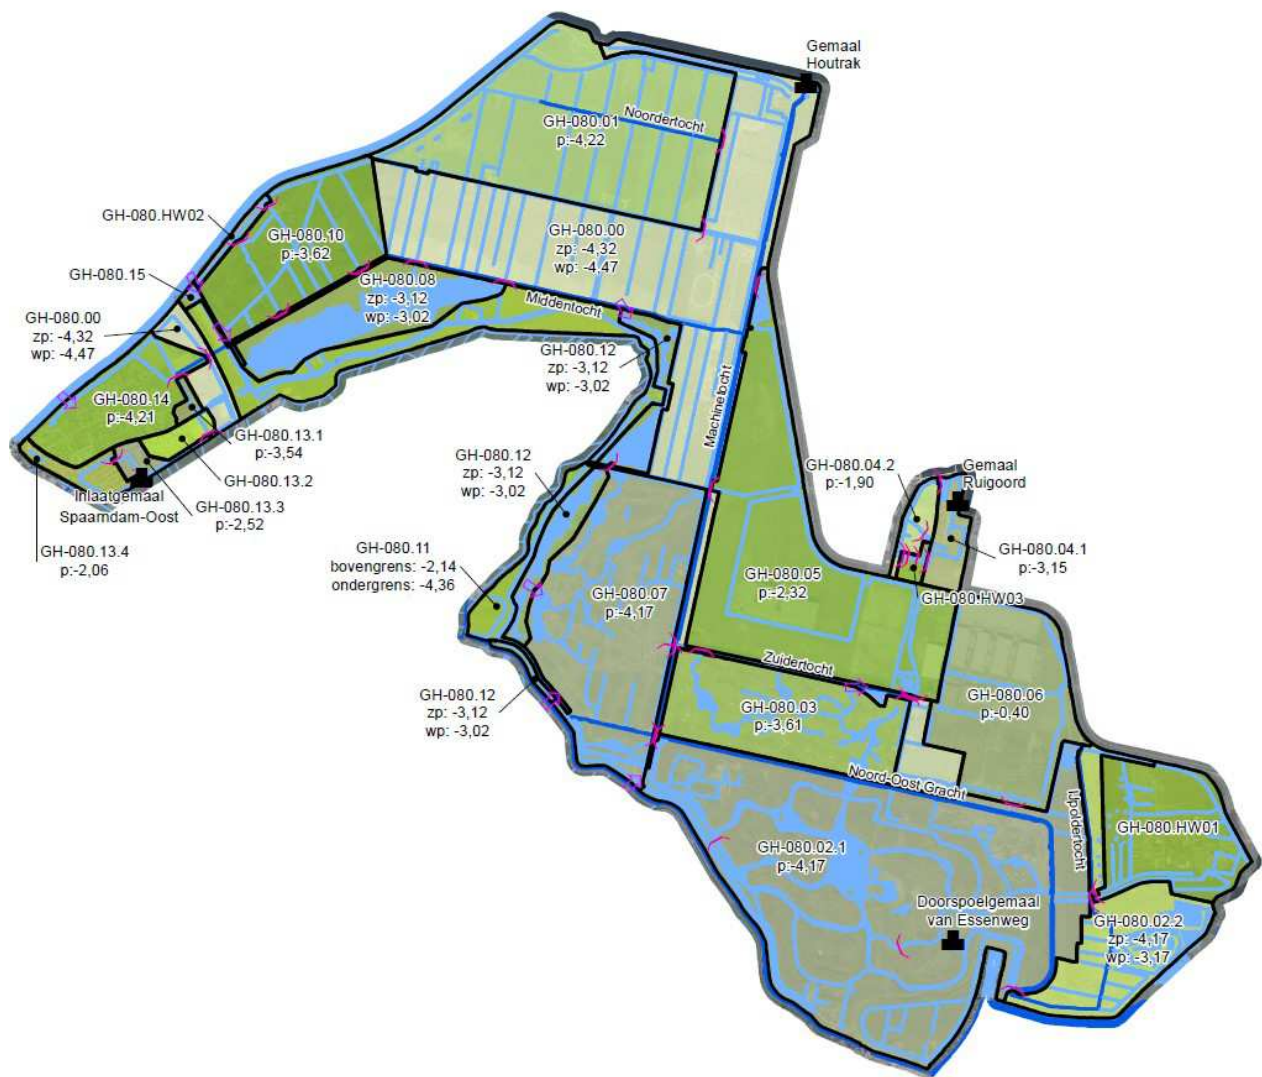 Gemaal
Houtrak
Noordertocht
GH-080.01
p:-4,22
GH-080.HW02
GH-080.10
p:-3,62
GH-080.00
zp: -4,32
wp: -4,47
GH-080.15
GH-080.08
zp: -3,12
wp: -3,02
Middentocht
GH-080.00
zp: -4,32
wp: -4,47
GH-080.12
zp: -3,12
wp: -3,02
Machinetocht
GH-080.14
p:-4,21
GH-080.13.1
p:-3,54
GH-080.13.2
GH-080.12
zp: -3,12
wp: -3,02
GH-080.04.2
p:-1,90
Gemaal
Ruigoord
Inlaatgemaal
Spaarndam-Oost
GH-080.13.3
p:-2,52
GH-080.13.4
p:-2,06
GH-080.11
bovengrens: -2,14
ondergrens: -4,36
GH-080.04.1
p:-3,15
GH-080.05
p:-2,32
GH-080.07
p:-4,17
GH-080.HW03
Zuidertocht
GH-080.12
zp: -3,12
wp: -3,02
GH-080.03
p:-3,61
GH-080.06
p:-0,40
Noord-Oost Gracht
IJpoldertocht
GH-080.HW01
GH-080.02.1
p:-4,17
Doorspoelgemaal
van Essenweg
GH-080.02.2
zp: -4,17
wp: -3,17